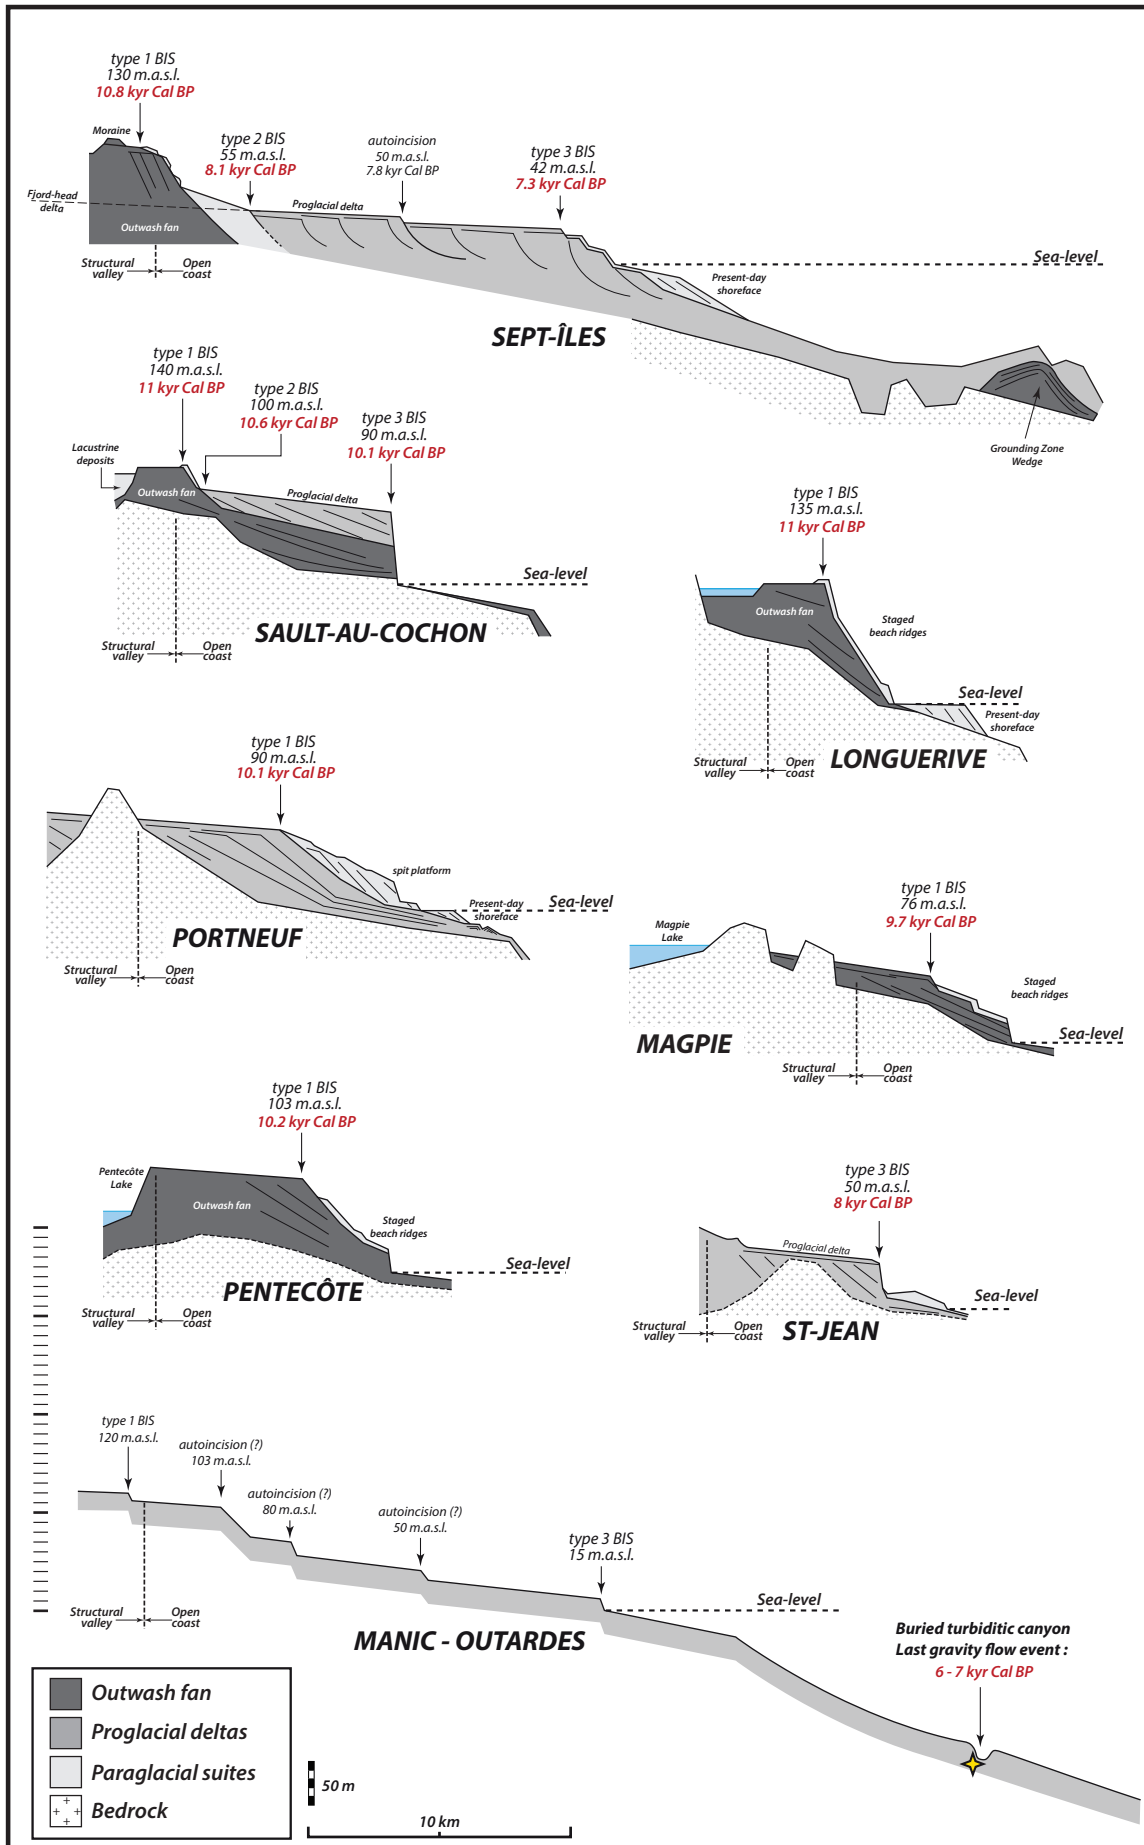 type 1 BIS
130 m.a.s.l.
10.8 kyr Cal BP
Moraine
type 2 BIS
55 m.a.s.l.
8.1 kyr Cal BP
autoincision
50 m.a.s.l.
7.8 kyr Cal BP
type 3 BIS
42 m.a.s.l.
7.3 kyr Cal BP
Fjord-head
delta
Proglacial delta
Outwash fan
Structural
valley
Open
coast
Sea-level
Present-day
shoreface
SEPT-ÎLES
Grounding Zone
Wedge
type 1 BIS
140 m.a.s.l.
11 kyr Cal BP
type 2 BIS
100 m.a.s.l.
10.6 kyr Cal BP
type 3 BIS
90 m.a.s.l.
10.1 kyr Cal BP
Lacustrine
deposits
Outwash fan
Proglacial delta
Sea-level
SAULT-AU-COCHON
Structural
valley
Open
coast
type 1 BIS
135 m.a.s.l.
11 kyr Cal BP
Outwash fan
Staged
beach ridges
Sea-level
Present-day
shoreface
LONGUERIVE
Structural
valley
Open
coast
type 1 BIS
90 m.a.s.l.
10.1 kyr Cal BP
spit platform
Present-day
shoreface
Sea-level
PORTNEUF
Structural
valley
Open
coast
type 1 BIS
76 m.a.s.l.
9.7 kyr Cal BP
Magpie
Lake
Staged
beach ridges
Sea-level
MAGPIE
Structural
valley
Open
coast
type 1 BIS
103 m.a.s.l.
10.2 kyr Cal BP
Pentecôte
Lake
Outwash fan
Staged
beach ridges
Sea-level
PENTECÔTE
Structural
valley
Open
coast
type 3 BIS
50 m.a.s.l.
8 kyr Cal BP
Proglacial delta
Sea-level
ST-JEAN
Structural
valley
Open
coast
type 1 BIS
120 m.a.s.l.
autoincision (?)
103 m.a.s.l.
autoincision (?)
80 m.a.s.l.
autoincision (?)
50 m.a.s.l.
type 3 BIS
15 m.a.s.l.
Sea-level
Structural
valley
Open
coast
MANIC - OUTARDES
Buried turbiditic canyon
Last gravity flow event :
6 - 7 kyr Cal BP
Outwash fan
Proglacial deltas
Paraglacial suites
Bedrock
50 m
10 km